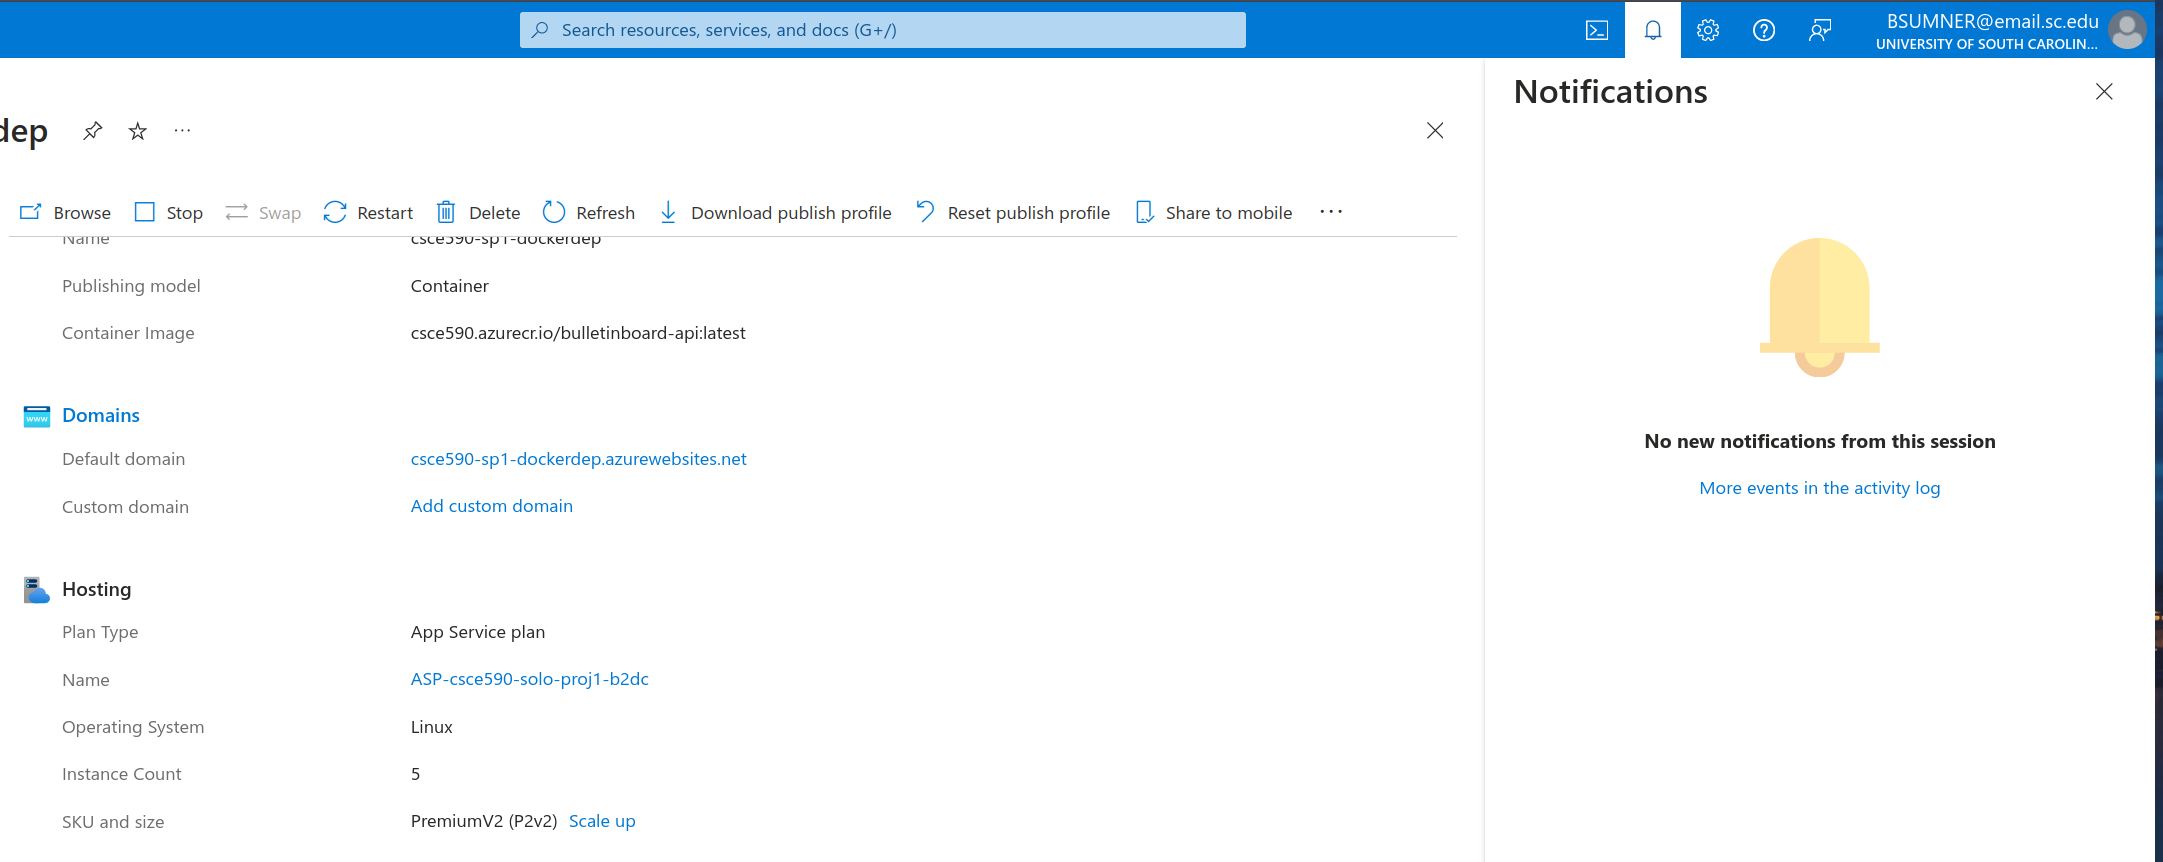 Search resources, services, and docs (G+/)
BSUMNER@email.sc.edu
UNIVERSITY OF SOUTH CAROLIN...
dep
Browse Stop Swap Restart Delete Refresh Download publish profile Reset publish profile Share to mobile
Name csce590-sp1-dockerdep
Publishing model Container
Container Image csce590.azurecr.io/bulletinboard-api:latest
www Domains
Default domain csce590-sp1-dockerdep.azurewebsites.net
Custom domain Add custom domain
Hosting
Plan Type App Service plan
Name ASP-csce590-solo-proj1-b2dc
Operating System Linux
Instance Count 5
SKU and size PremiumV2 (P2v2) Scale up
Notifications
No new notifications from this session
More events in the activity log